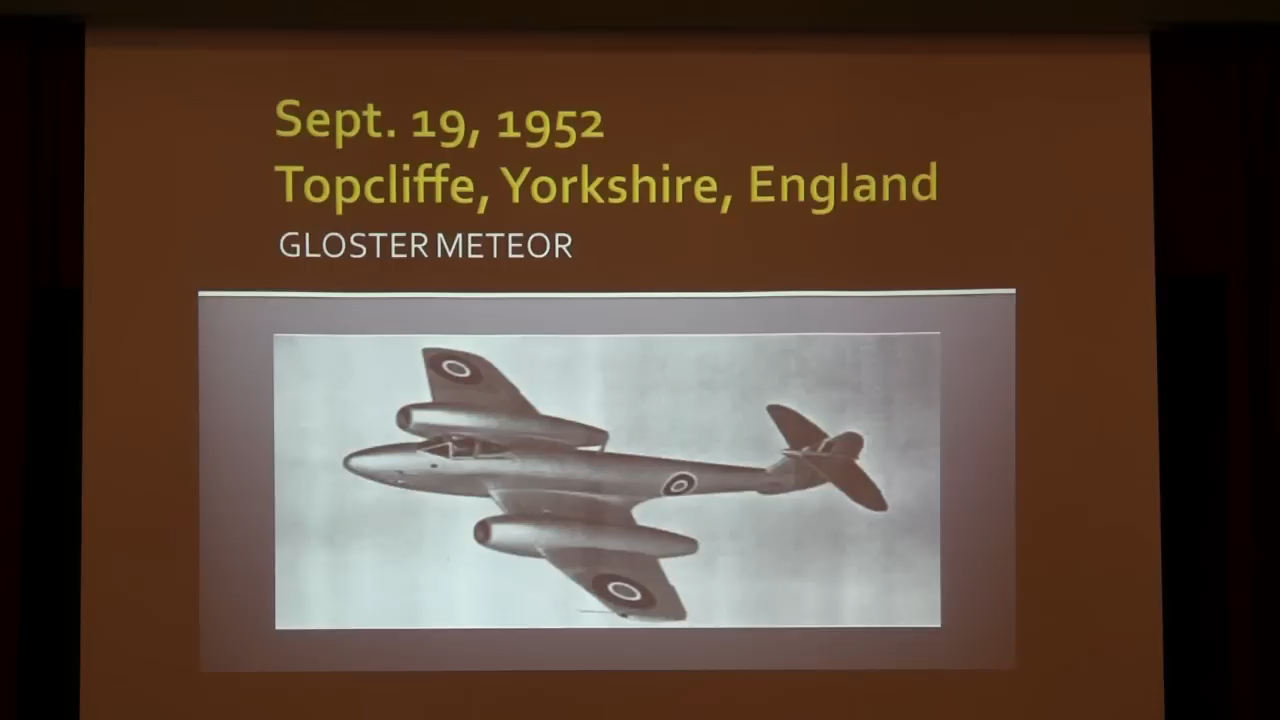 Sept. 19, 1952
Topcliffe, Yorkshire, England
GLOSTER METEOR